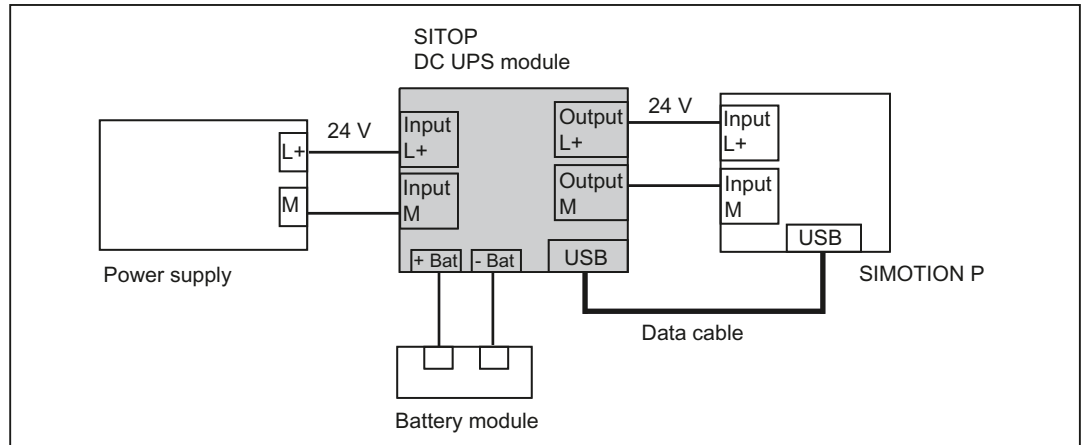 SITOP
DC UPS module
24 V
L+
M
Power supply
Input
L+
Input
M
+ Bat
- Bat
USB
Output
L+
Output
M
24 V
Input
L+
Input
M
USB
SIMOTION P
Data cable
Battery module